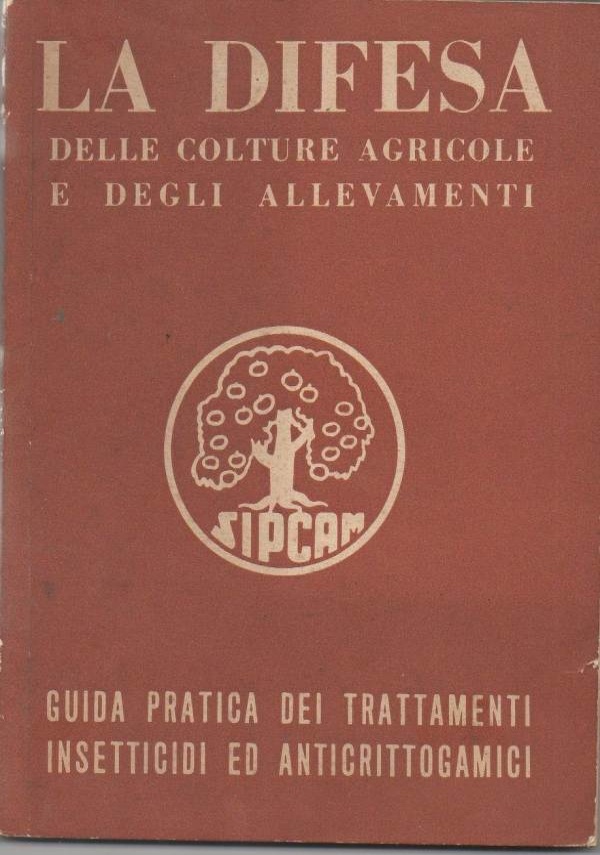 LA DIFESA
DELLE COLTURE AGRICOLE
E DEGLI ALLEVAMENTI
SIPCAM
GUIDA PRATICA DEI TRATTAMENTI
INSETTICIDI ED ANTICRITTOGAMICI